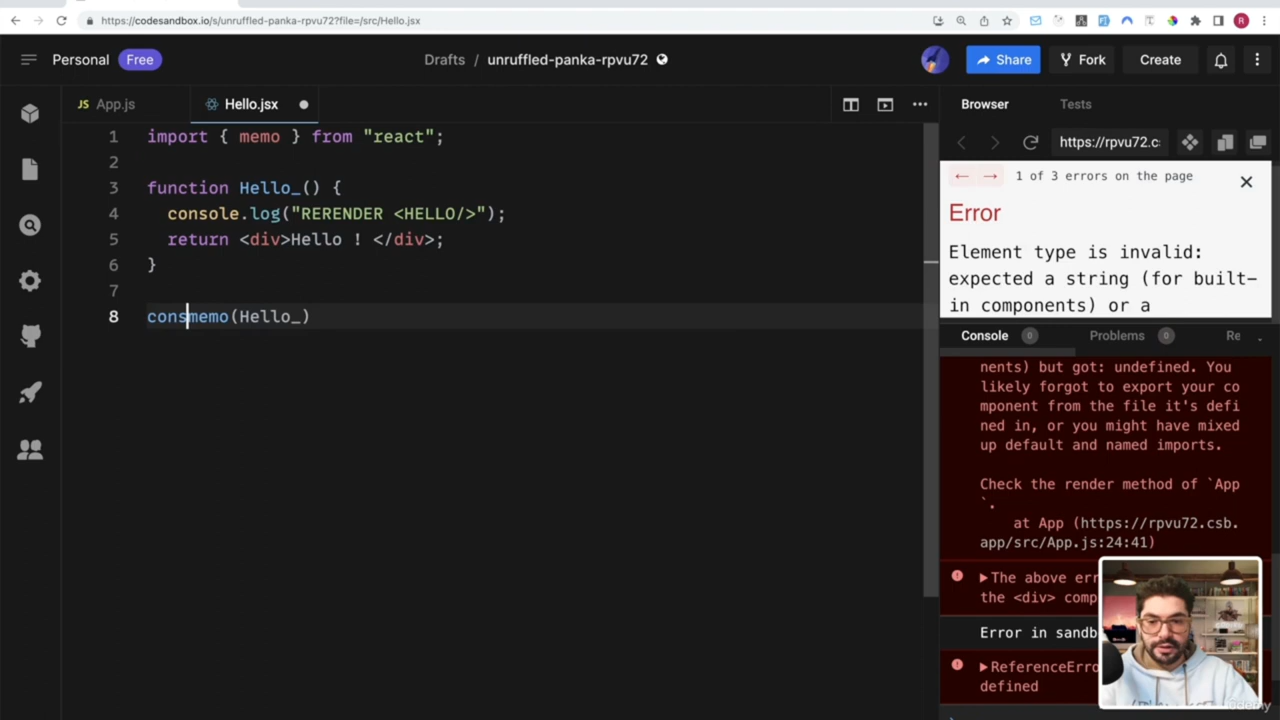 https://codesandbox.io/s/unruffled-panka-rpvu72?file=/src/Hello.jsx
R
Personal Free
Drafts / unruffled-panka-rpvu72
Share
Fork
Create
JS App.js
Hello.jsx
1 import { memo } from "react";
2
3 function Hello_() {
4 console.log("RERENDER <HELLO/>");
5 return <div>Hello ! </div>;
6 }
7
8 consmemo(Hello_)
Browser
Tests
https://rpvu72.c
1 of 3 errors on the page
Error
Element type is invalid:
expected a string (for built-
in components) or a
Console 0
Problems 0
Re
nents) but got: undefined. You
likely forgot to export your co
mponent from the file it's defi
ned in, or you might have mixed
up default and named imports.
Check the render method of `App
`.
at App (https://rpvu72.csb.
app/src/App.js:24:41)
The above err
the <div> comp
Error in sandb
ReferenceErro
defined
Udemy